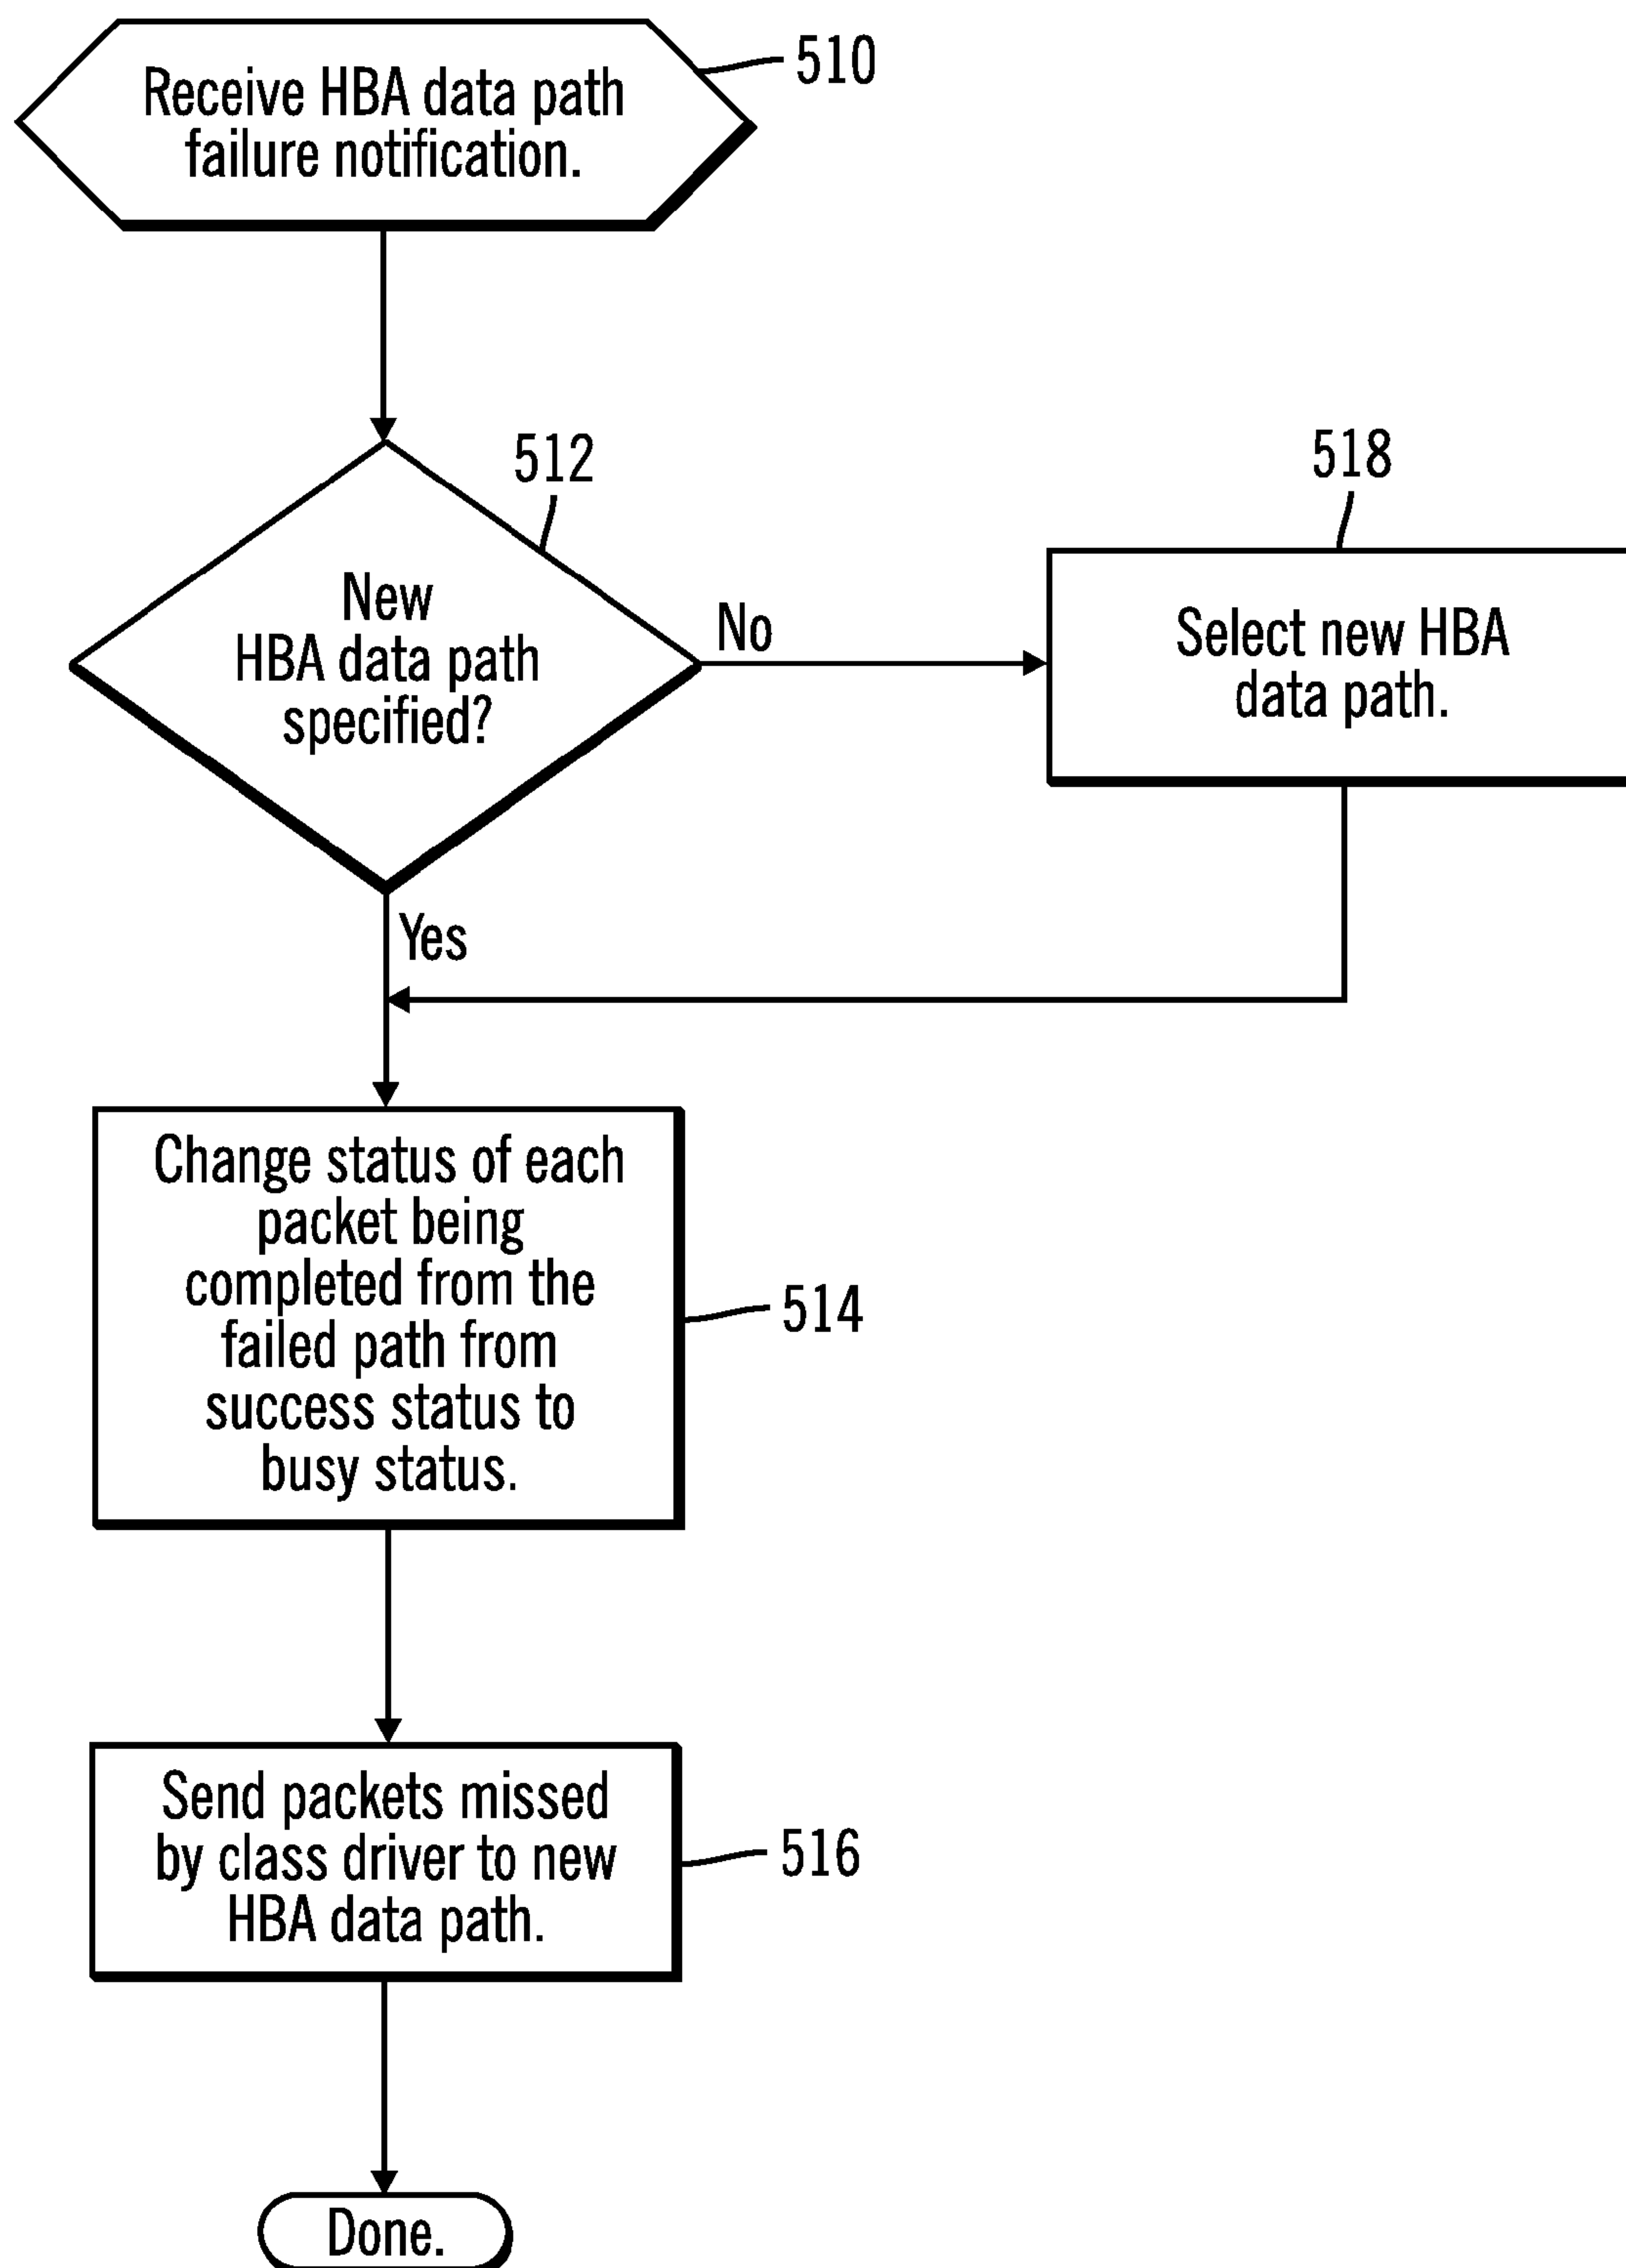 Receive HBA data path
failure notification.
510
512
New
HBA data path
specified?
No
518
Select new HBA
data path.
Yes
Change status of each
packet being
completed from the
failed path from
success status to
busy status.
514
Send packets missed
by class driver to new
HBA data path.
516
Done.